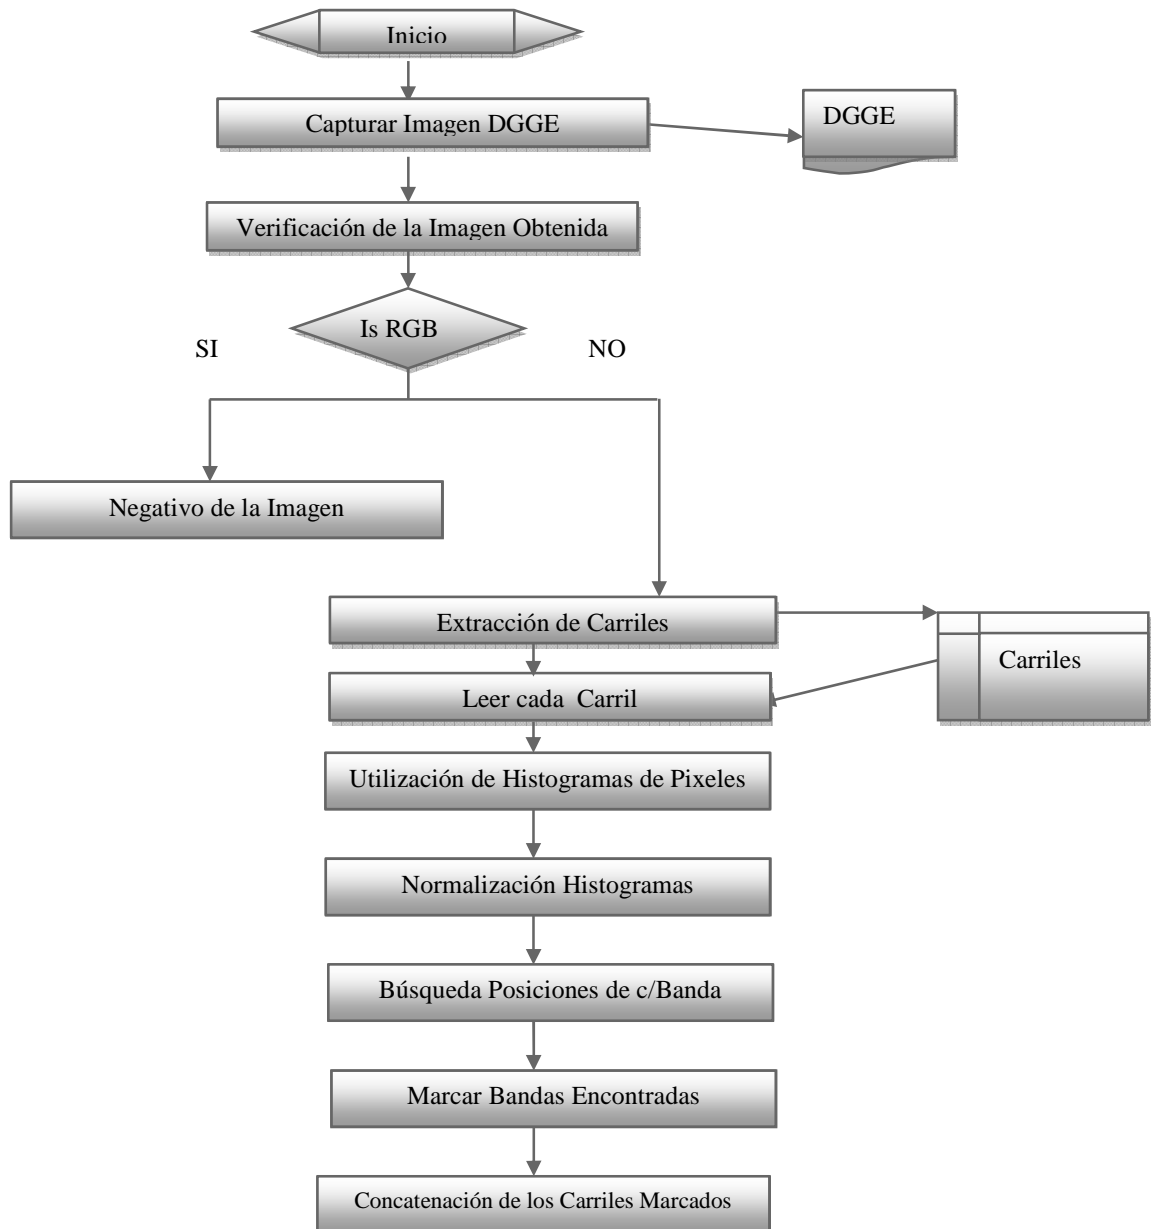 Inicio
Capturar Imagen DGGE
DGGE
Verificación de la Imagen Obtenida
Is RGB
SI
NO
Negativo de la Imagen
Extracción de Carriles
Carriles
Leer cada Carril
Utilización de Histogramas de Pixeles
Normalización Histogramas
Búsqueda Posiciones de c/Banda
Marcar Bandas Encontradas
Concatenación de los Carriles Marcados